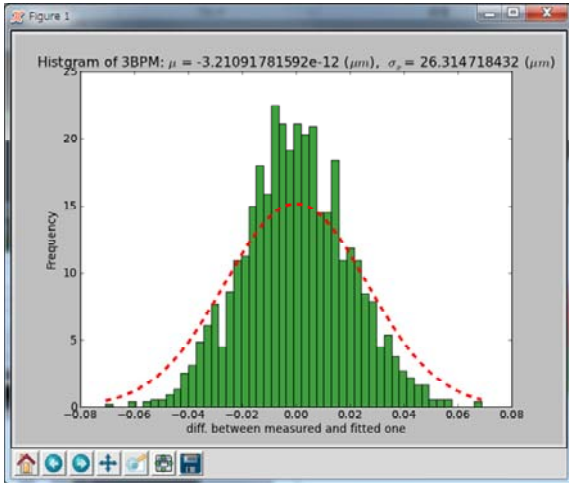 Figure 1
Histgram of 3BPM: μ = -3.21091781592e-12 (μm), σ_x = 26.314718432 (μm)
25
20
15
10
5
0
Frequency
−0.08 −0.06 −0.04 −0.02 0.00 0.02 0.04 0.06 0.08
diff. between measured and fitted one